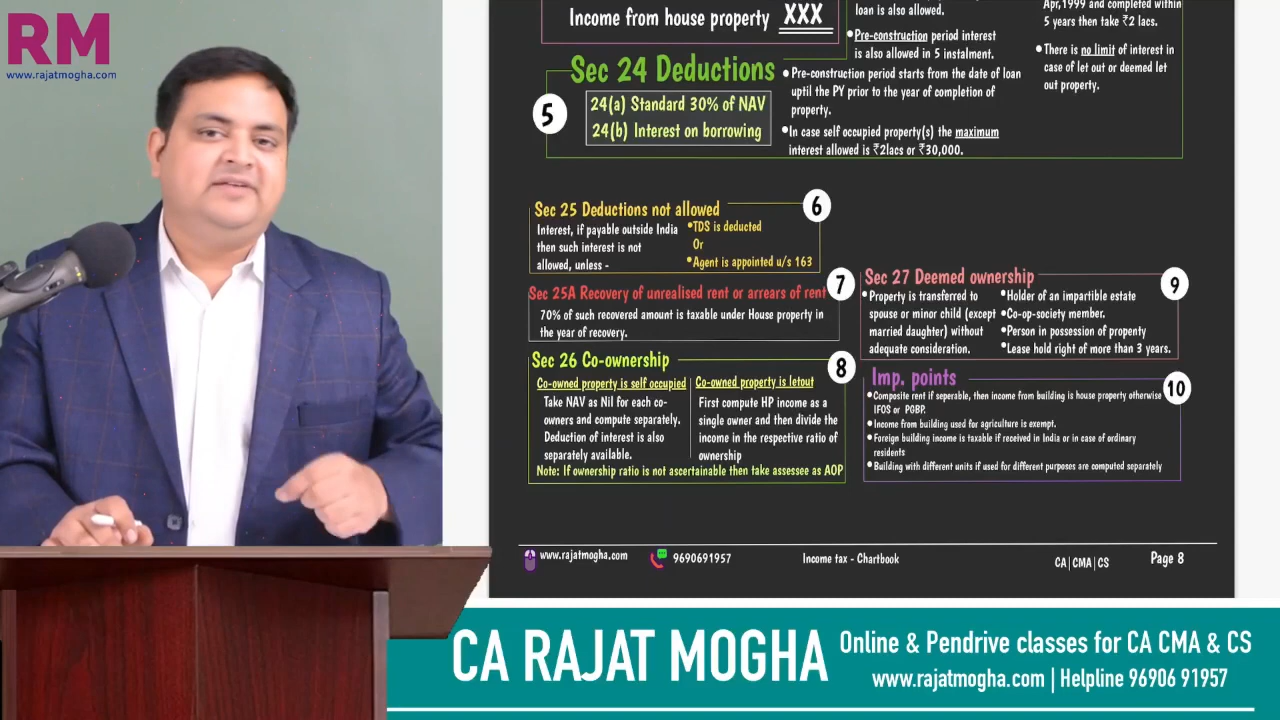 RM
www.rajatmogha.com
Income from house property XXX
loan is also allowed.
Pre-construction period interest
is also allowed in 5 instalment.
Apr,1999 and completed within
5 years then take ₹2 lacs.
There is no limit of interest in
case of let out or deemed let
out property.
5
Sec 24 Deductions
24(a) Standard 30% of NAV
24(b) Interest on borrowing
Pre-construction period starts from the date of loan
uptil the PY prior to the year of completion of
property.
In case self occupied property(s) the maximum
interest allowed is ₹2lacs or ₹30,000.
Sec 25 Deductions not allowed
6
Interest, if payable outside India
then such interest is not
allowed, unless -
TDS is deducted
Or
Agent is appointed u/s 163
Sec 25A Recovery of unrealised rent or arrears of rent
7
70% of such recovered amount is taxable under House property in
the year of recovery.
Sec 26 Co-ownership
8
Co-owned property is self occupied
Take NAV as Nil for each co-
owners and compute separately.
Deduction of interest is also
separately available.
Co-owned property is letout
First compute HP income as a
single owner and then divide the
income in the respective ratio of
ownership
Note: If ownership ratio is not ascertainable then take assessee as AOP
Sec 27 Deemed ownership
9
Property is transferred to
spouse or minor child (except
married daughter) without
adequate consideration.
Holder of an impartible estate
Co-op-society member.
Person in possession of property
Lease hold right of more than 3 years.
Imp. points
10
Composite rent if seperable, then income from building is house property otherwise
IFOS or PGBP.
Income from building used for agriculture is exempt.
Foreign building income is taxable if received in India or in case of ordinary
residents
Building with different units if used for different purposes are computed separately
www.rajatmogha.com
9690691957
Income tax - Chartbook
CA|CMA|CS
Page 8
CA RAJAT MOGHA
Online & Pendrive classes for CA CMA & CS
www.rajatmogha.com | Helpline 96906 91957